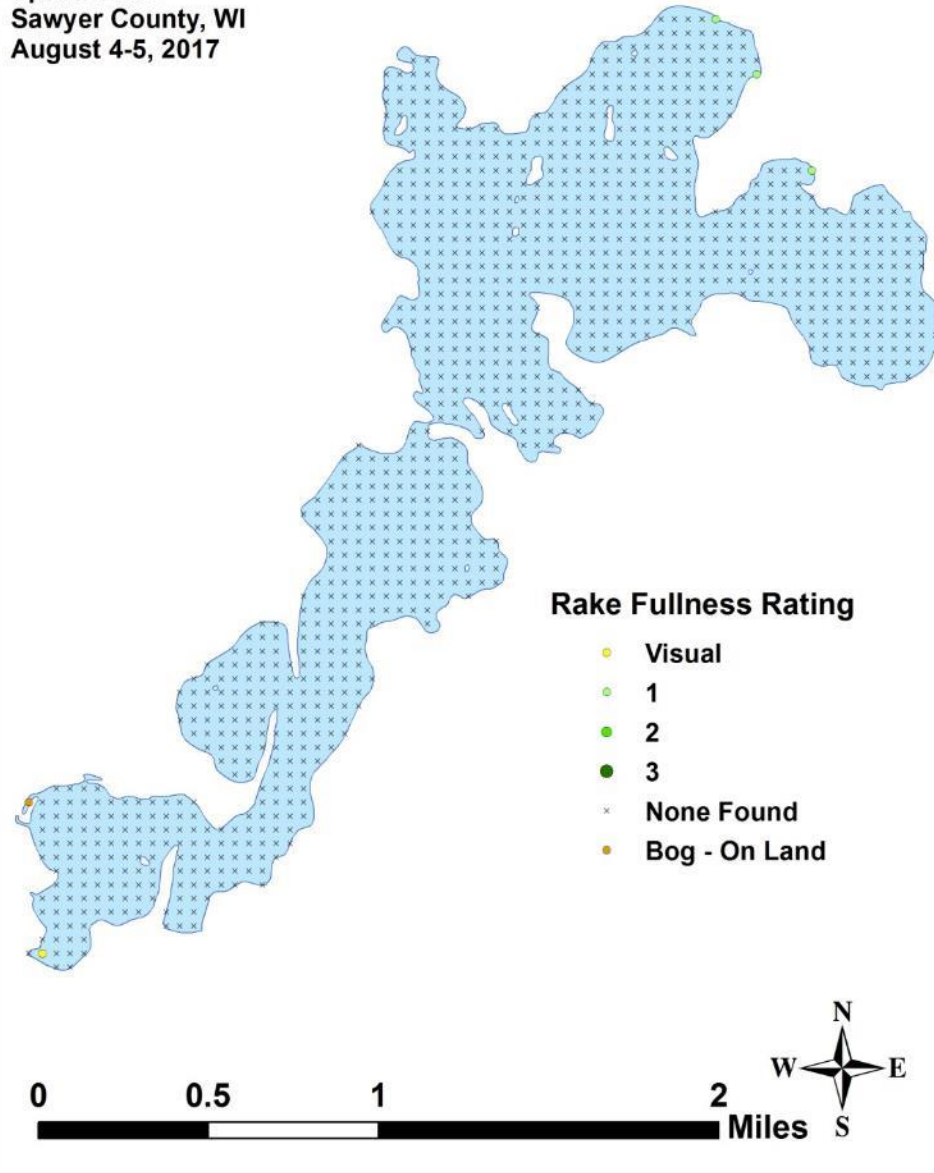 Sawyer County, WI
August 4-5, 2017
Rake Fullness Rating
Visual
1
2
3
None Found
Bog - On Land
N
W E
S
0 0.5 1 2
Miles